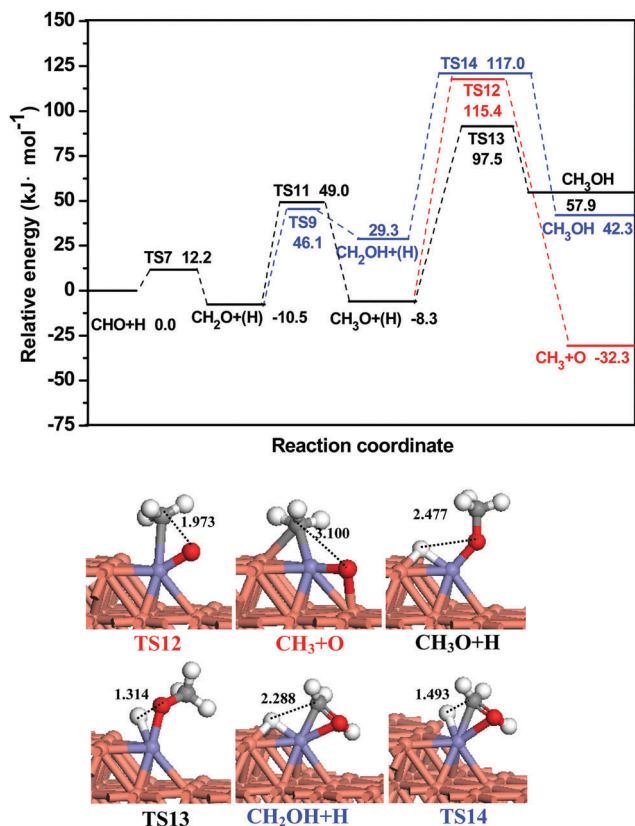 Relative energy (kJ· mol⁻¹)
150
125
100
75
50
25
0
-25
-50
-75
TS14 117.0
TS12
115.4
TS13
97.5
TS11 49.0
TS9
46.1
29.3
CH₂OH+(H)
CH₃OH
57.9
CH₃OH 42.3
TS7 12.2
CHO+H 0.0
CH₂O+(H) -10.5
CH₃O+(H) -8.3
CH₃+O -32.3
Reaction coordinate
1.973
3.100
2.477
TS12
CH₃+O
CH₃O+H
1.314
2.288
1.493
TS13
CH₂OH+H
TS14